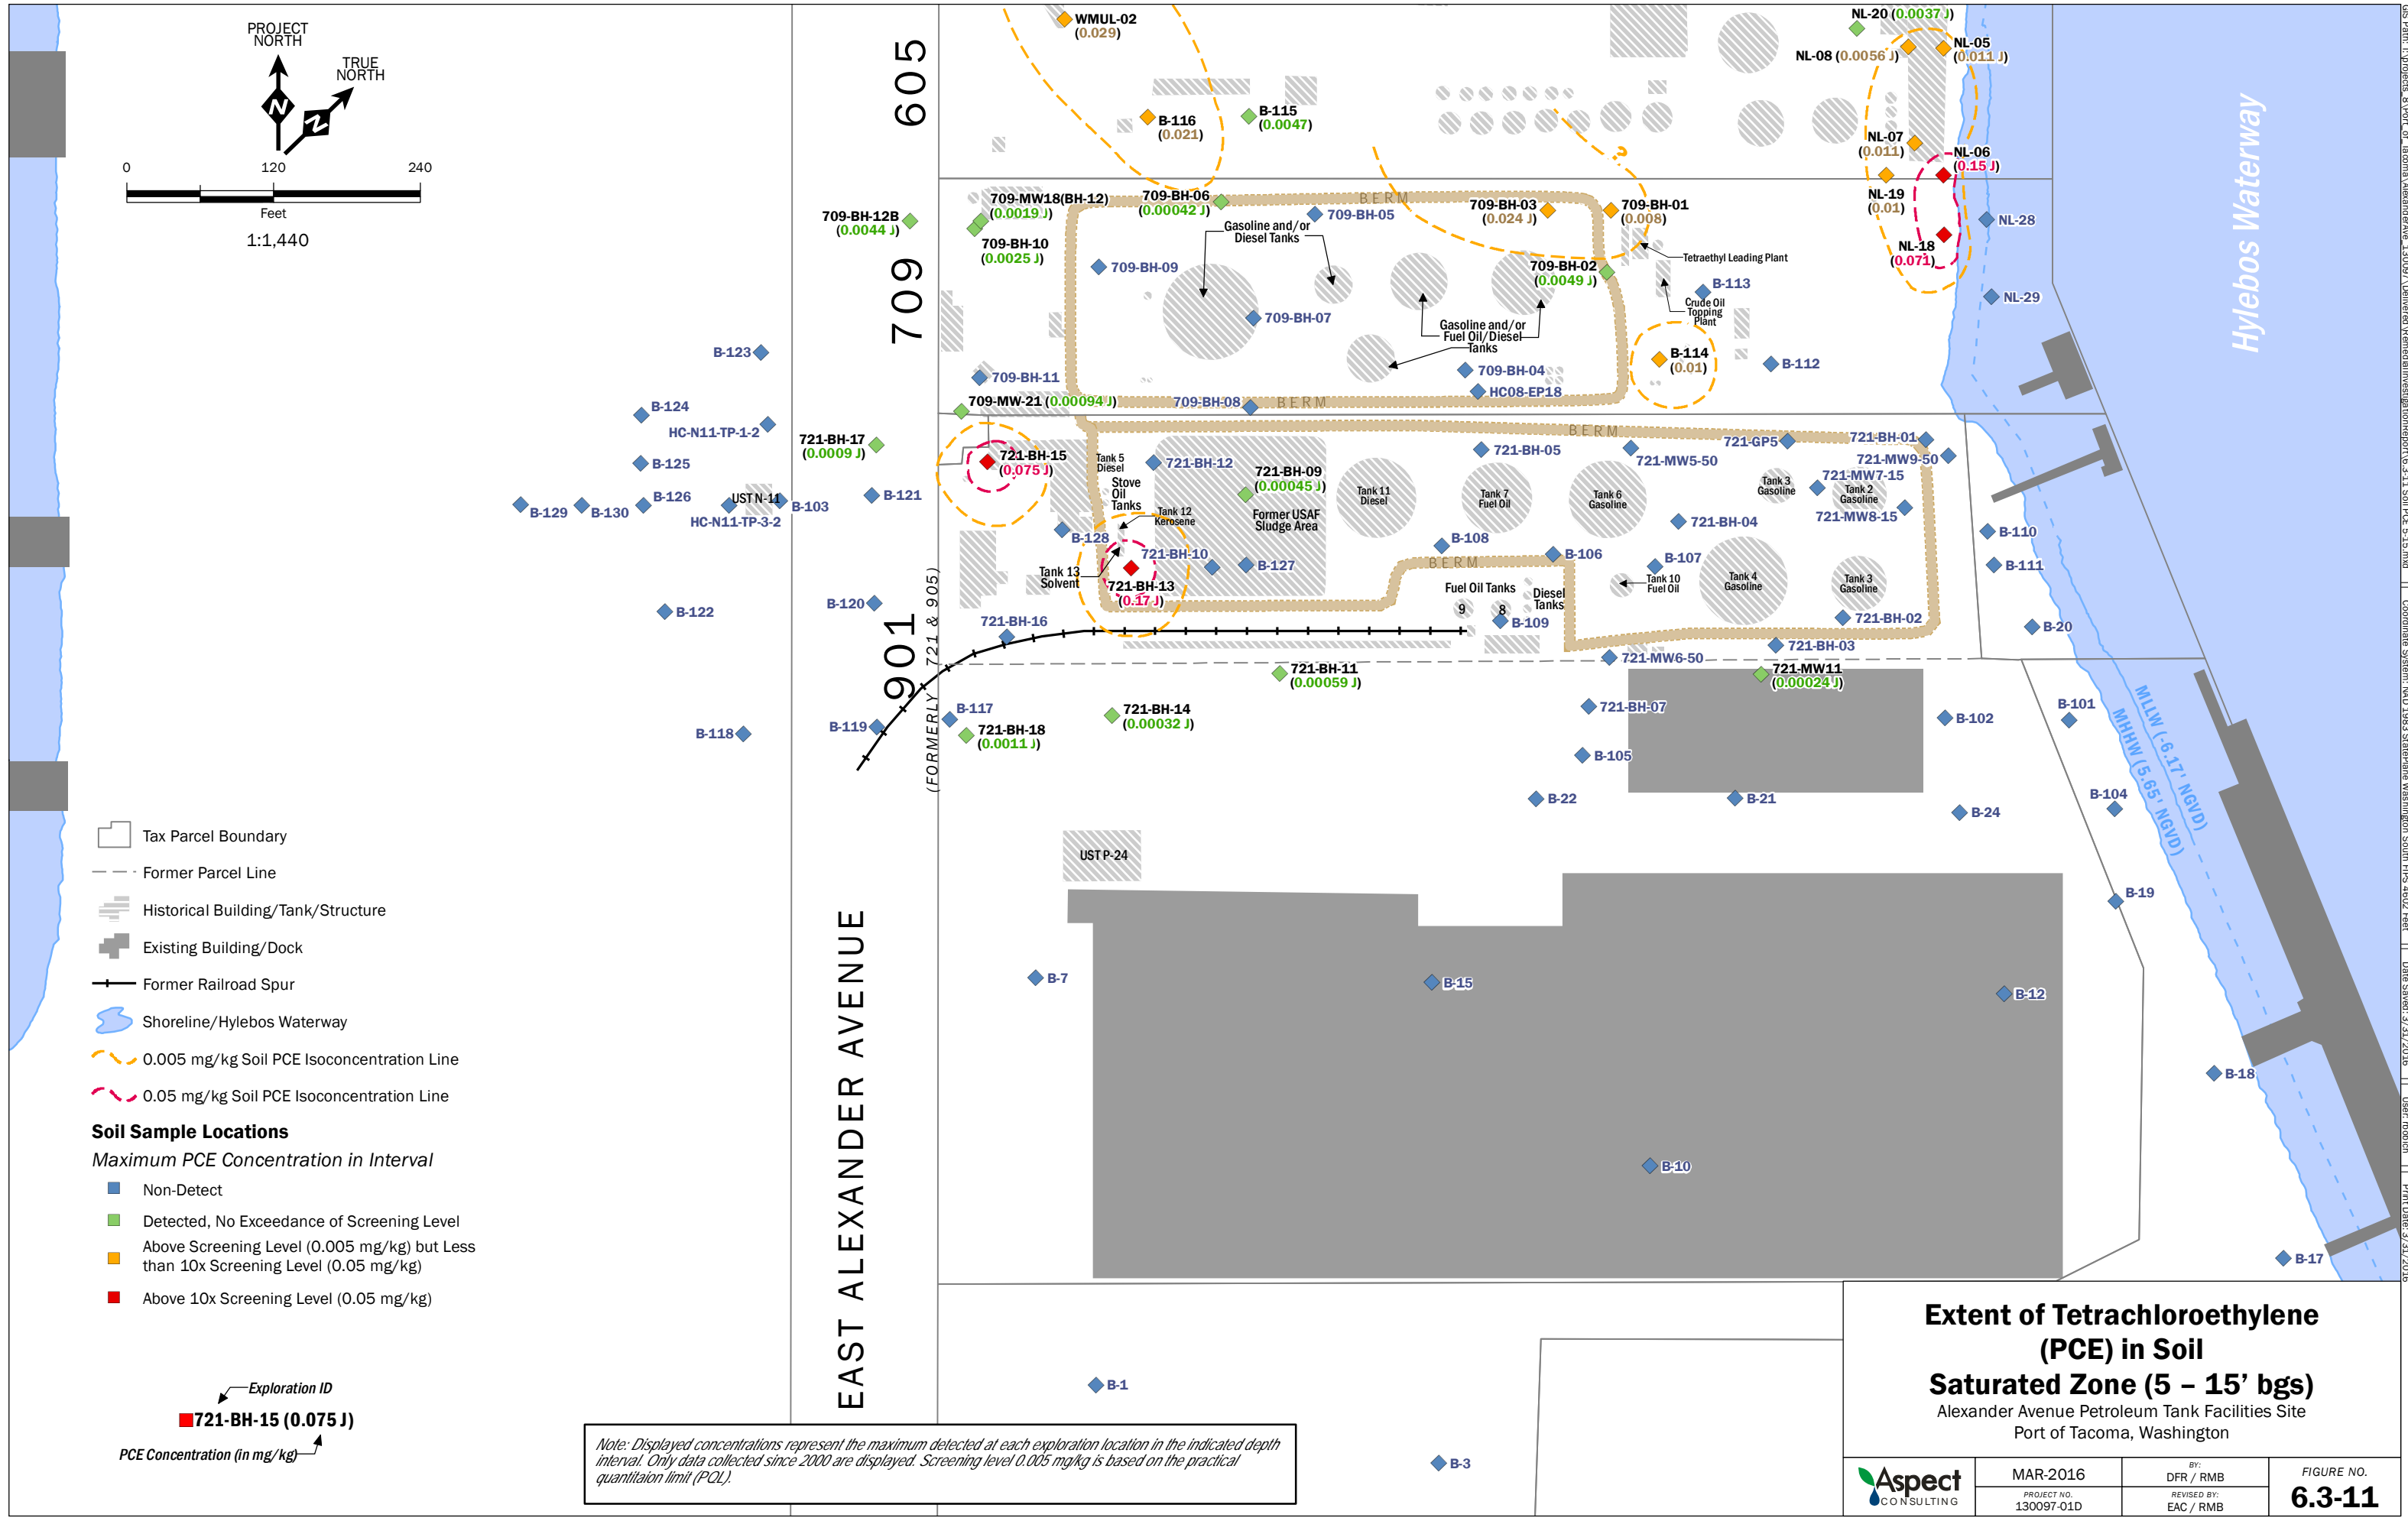 PROJECT
NORTH
TRUE
NORTH
N
N
0 120 240
Feet
1:1,440
605
709
901
(FORMERLY 721 & 905)
EAST ALEXANDER AVENUE
Hylebos Waterway
MLLW (-6.17' NGVD)
MHHW (5.65' NGVD)
WMUL-02
(0.029)
B-116
(0.021)
B-115
(0.0047)
?
NL-20 (0.0037 J)
NL-08 (0.0056 J)
NL-05
(0.011 J)
NL-07
(0.011)
NL-06
(0.15 J)
NL-19
(0.01)
NL-18
(0.071)
NL-28
NL-29
709-BH-12B
(0.0044 J)
709-MW18(BH-12)
(0.0019 J)
709-BH-10
(0.0025 J)
709-BH-06
(0.00042 J)
709-BH-05
BERM
709-BH-03
(0.024 J)
709-BH-01
(0.008)
Gasoline and/or
Diesel Tanks
709-BH-09
709-BH-07
709-BH-02
(0.0049 J)
Tetraethyl Leading Plant
B-113
Crude Oil
Topping
Plant
Gasoline and/or
Fuel Oil/Diesel
Tanks
B-114
(0.01)
B-112
B-123
709-BH-11
709-BH-04
HC08-EP18
709-MW-21 (0.00094 J)
709-BH-08
BERM
B-124
HC-N11-TP-1-2
721-BH-17
(0.0009 J)
721-BH-15
(0.075 J)
Tank 5
Diesel
721-BH-12
721-BH-09
(0.00045 J)
BERM
721-BH-05
721-MW5-50
721-GP5
721-BH-01
721-MW9-50
721-MW7-15
B-125
Stove
Oil
Tanks
Tank 11
Diesel
Tank 7
Fuel Oil
Tank 6
Gasoline
Tank 3
Gasoline
Tank 2
Gasoline
721-MW8-15
B-129
B-130
B-126
UST N-11
HC-N11-TP-3-2
B-103
B-121
Tank 12
Kerosene
Former USAF
Sludge Area
721-BH-04
B-128
721-BH-10
B-127
B-108
B-106
B-107
B-110
B-111
BERM
Tank 13
Solvent
721-BH-13
(0.17 J)
Fuel Oil Tanks
9
8
Diesel
Tanks
Tank 10
Fuel Oil
Tank 4
Gasoline
Tank 3
Gasoline
B-122
B-120
721-BH-16
B-109
721-BH-02
B-20
721-BH-03
721-MW6-50
721-BH-11
(0.00059 J)
721-MW11
(0.00024 J)
B-118
B-119
B-117
721-BH-18
(0.0011 J)
721-BH-14
(0.00032 J)
721-BH-07
B-102
B-101
B-105
B-22
B-21
B-24
B-104
UST P-24
B-19
B-7
B-15
B-12
B-18
B-10
B-17
B-1
B-3
Tax Parcel Boundary
Former Parcel Line
Historical Building/Tank/Structure
Existing Building/Dock
Former Railroad Spur
Shoreline/Hylebos Waterway
0.005 mg/kg Soil PCE Isoconcentration Line
0.05 mg/kg Soil PCE Isoconcentration Line
Soil Sample Locations
Maximum PCE Concentration in Interval
Non-Detect
Detected, No Exceedance of Screening Level
Above Screening Level (0.005 mg/kg) but Less
than 10x Screening Level (0.05 mg/kg)
Above 10x Screening Level (0.05 mg/kg)
Exploration ID
721-BH-15 (0.075 J)
PCE Concentration (in mg/kg)
Note: Displayed concentrations represent the maximum detected at each exploration location in the indicated depth
interval. Only data collected since 2000 are displayed. Screening level 0.005 mg/kg is based on the practical
quantitaion limit (PQL).
Extent of Tetrachloroethylene
(PCE) in Soil
Saturated Zone (5 – 15’ bgs)
Alexander Avenue Petroleum Tank Facilities Site
Port of Tacoma, Washington
Aspect
CONSULTING
MAR-2016
PROJECT NO.
130097-01D
BY:
DFR / RMB
REVISED BY:
EAC / RMB
FIGURE NO.
6.3-11